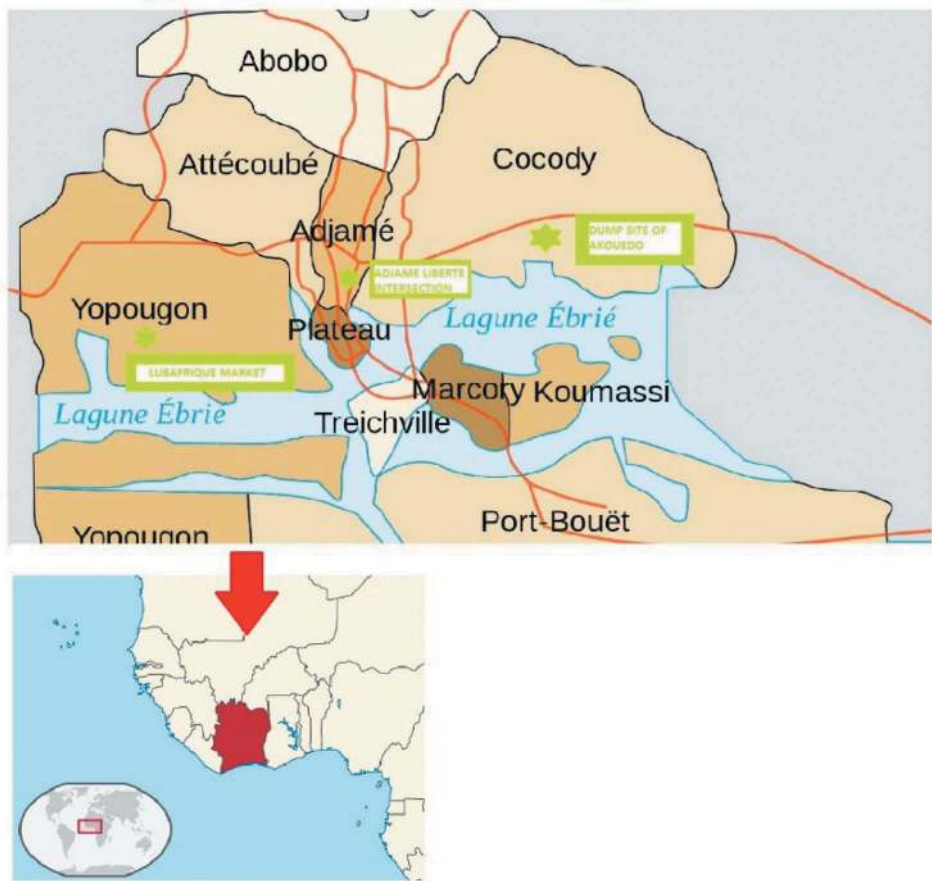 Abobo
Attécoubé
Cocody
Adjamé
DUMP SITE OF
AKOUEDO
ADJAME LIBERTE
INTERSECTION
Yopougon
Plateau
Lagune Ébrié
LUBAFRIQUE MARKET
Marcory
Koumassi
Lagune Ébrié
Treichville
Port-Bouët
Yopougon